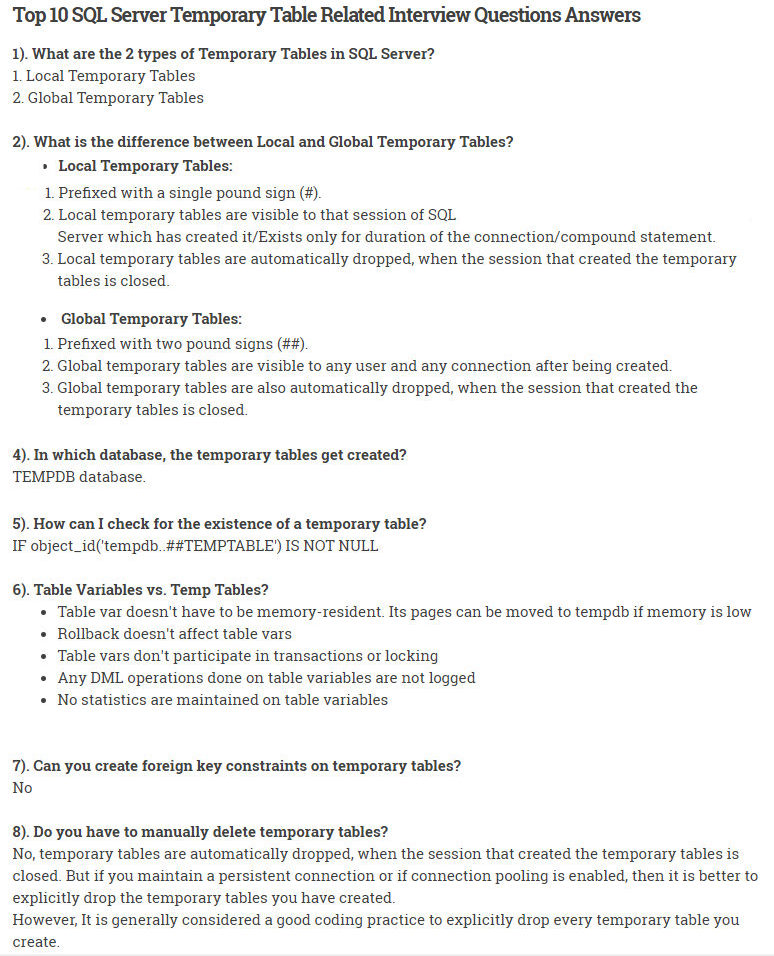 Top 10 SQL Server Temporary Table Related Interview Questions Answers
1). What are the 2 types of Temporary Tables in SQL Server?
1. Local Temporary Tables
2. Global Temporary Tables
2). What is the difference between Local and Global Temporary Tables?
• Local Temporary Tables:
1. Prefixed with a single pound sign (#).
2. Local temporary tables are visible to that session of SQL
Server which has created it/Exists only for duration of the connection/compound statement.
3. Local temporary tables are automatically dropped, when the session that created the temporary
tables is closed.
• Global Temporary Tables:
1. Prefixed with two pound signs (##).
2. Global temporary tables are visible to any user and any connection after being created.
3. Global temporary tables are also automatically dropped, when the session that created the
temporary tables is closed.
4). In which database, the temporary tables get created?
TEMPDB database.
5). How can I check for the existence of a temporary table?
IF object_id('tempdb..##TEMPTABLE') IS NOT NULL
6). Table Variables vs. Temp Tables?
• Table var doesn't have to be memory-resident. Its pages can be moved to tempdb if memory is low
• Rollback doesn't affect table vars
• Table vars don't participate in transactions or locking
• Any DML operations done on table variables are not logged
• No statistics are maintained on table variables
7). Can you create foreign key constraints on temporary tables?
No
8). Do you have to manually delete temporary tables?
No, temporary tables are automatically dropped, when the session that created the temporary tables is
closed. But if you maintain a persistent connection or if connection pooling is enabled, then it is better to
explicitly drop the temporary tables you have created.
However, It is generally considered a good coding practice to explicitly drop every temporary table you
create.